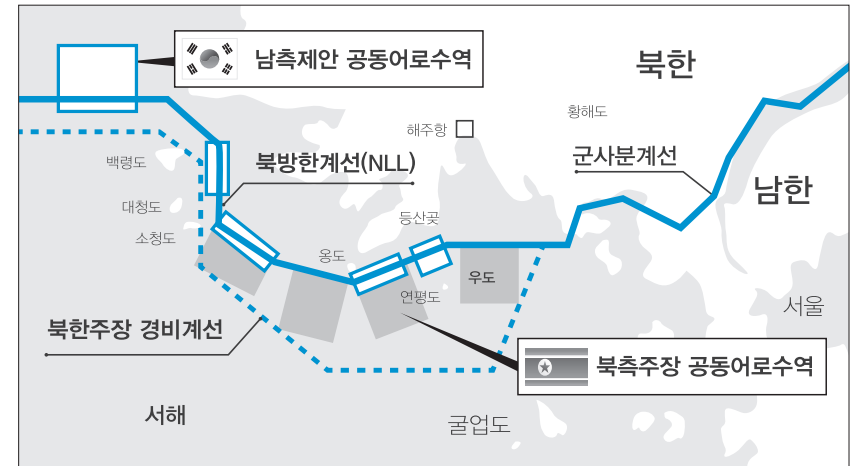 남측제안 공동어로수역
북한
황해도
해주항
백령도
북방한계선(NLL)
군사분계선
남한
대청도
등산곶
소청도
옹도
우도
연평도
서울
북한주장 경비계선
북측주장 공동어로수역
서해
굴업도